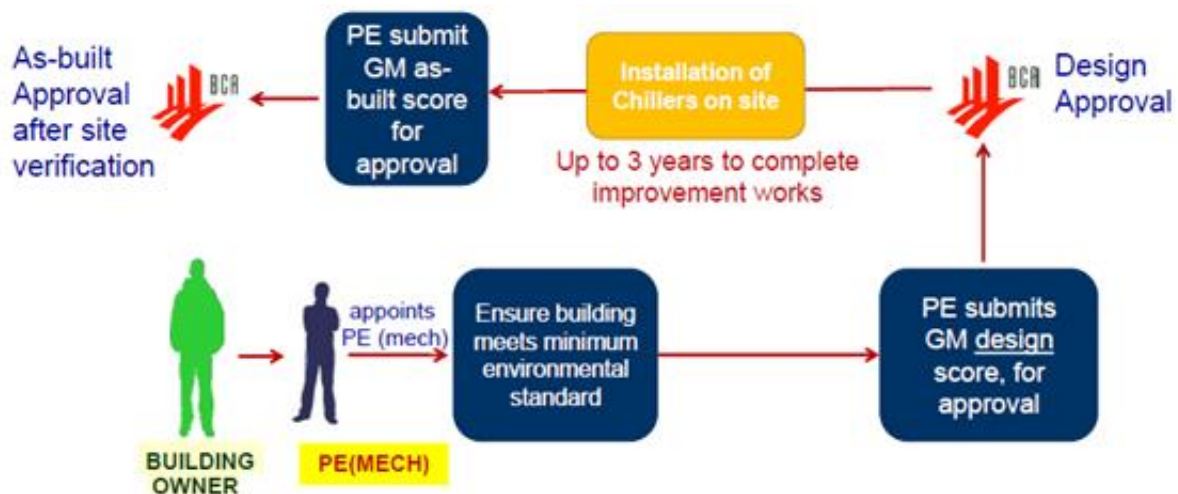 As-built
Approval
after site
verification
BCA
PE submit
GM as-
built score
for
approval
Installation of
Chillers on site
Up to 3 years to complete
improvement works
BCA
Design
Approval
appoints
PE (mech)
Ensure building
meets minimum
environmental
standard
PE submits
GM design
score, for
approval
BUILDING
OWNER
PE(MECH)